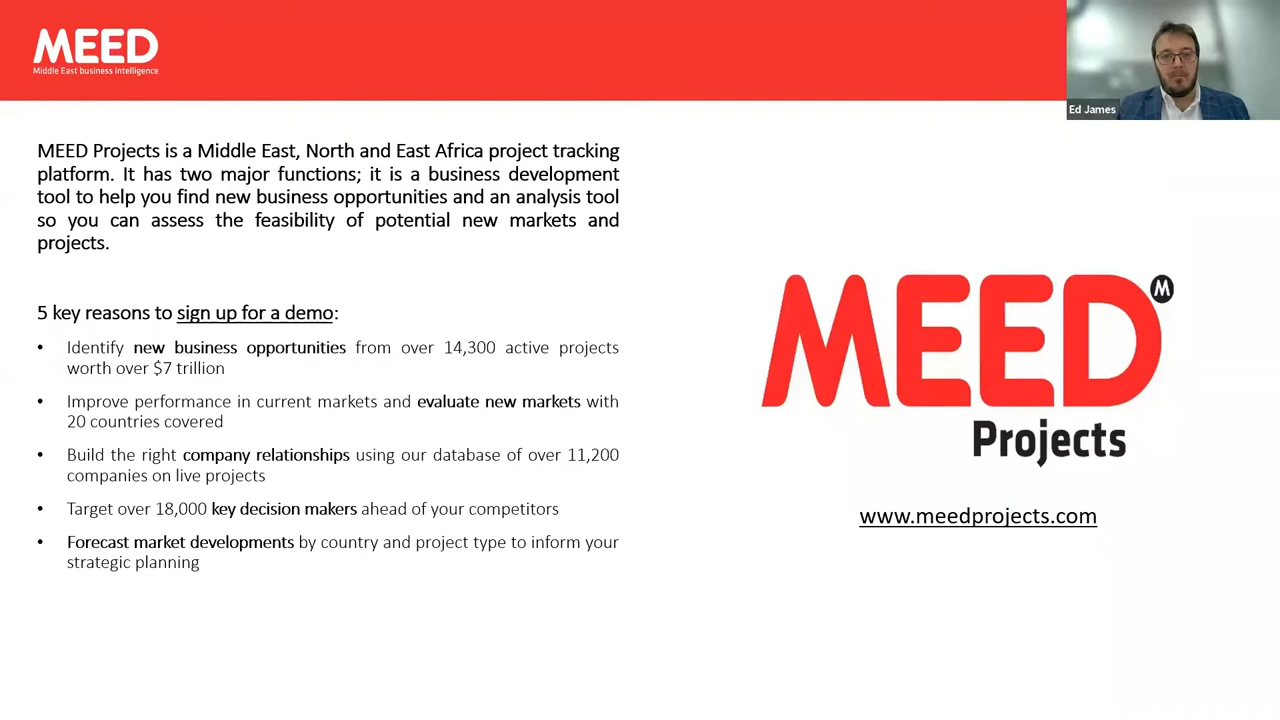 MEED
Middle East business intelligence
Ed James
MEED Projects is a Middle East, North and East Africa project tracking
platform. It has two major functions; it is a business development
tool to help you find new business opportunities and an analysis tool
so you can assess the feasibility of potential new markets and
projects.
5 key reasons to sign up for a demo:
• Identify new business opportunities from over 14,300 active projects
worth over $7 trillion
• Improve performance in current markets and evaluate new markets with
20 countries covered
• Build the right company relationships using our database of over 11,200
companies on live projects
• Target over 18,000 key decision makers ahead of your competitors
• Forecast market developments by country and project type to inform your
strategic planning
MEED M
Projects
www.meedprojects.com